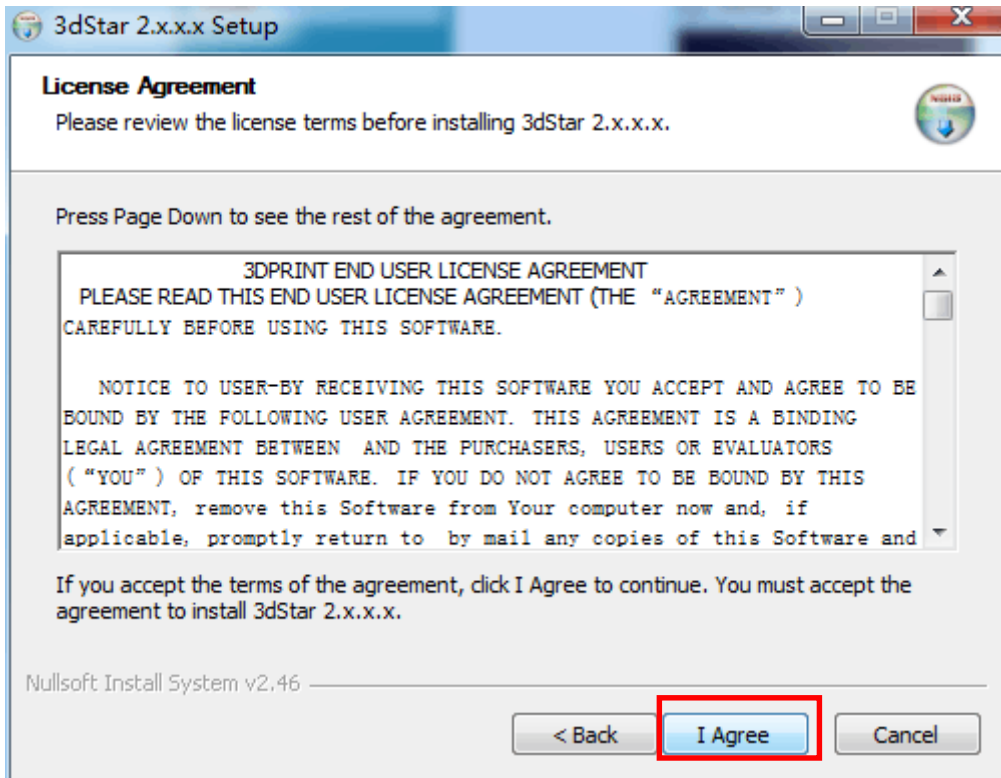 3dStar 2.x.x.x Setup
License Agreement
Please review the license terms before installing 3dStar 2.x.x.x.
NSIS
Press Page Down to see the rest of the agreement.
3DPRINT END USER LICENSE AGREEMENT
PLEASE READ THIS END USER LICENSE AGREEMENT (THE “AGREEMENT”)
CAREFULLY BEFORE USING THIS SOFTWARE.
NOTICE TO USER-BY RECEIVING THIS SOFTWARE YOU ACCEPT AND AGREE TO BE
BOUND BY THE FOLLOWING USER AGREEMENT. THIS AGREEMENT IS A BINDING
LEGAL AGREEMENT BETWEEN  AND THE PURCHASERS, USERS OR EVALUATORS
(“YOU”) OF THIS SOFTWARE. IF YOU DO NOT AGREE TO BE BOUND BY THIS
AGREEMENT, remove this Software from Your computer now and, if
applicable, promptly return to  by mail any copies of this Software and
If you accept the terms of the agreement, click I Agree to continue. You must accept the
agreement to install 3dStar 2.x.x.x.
Nullsoft Install System v2.46
< Back
I Agree
Cancel